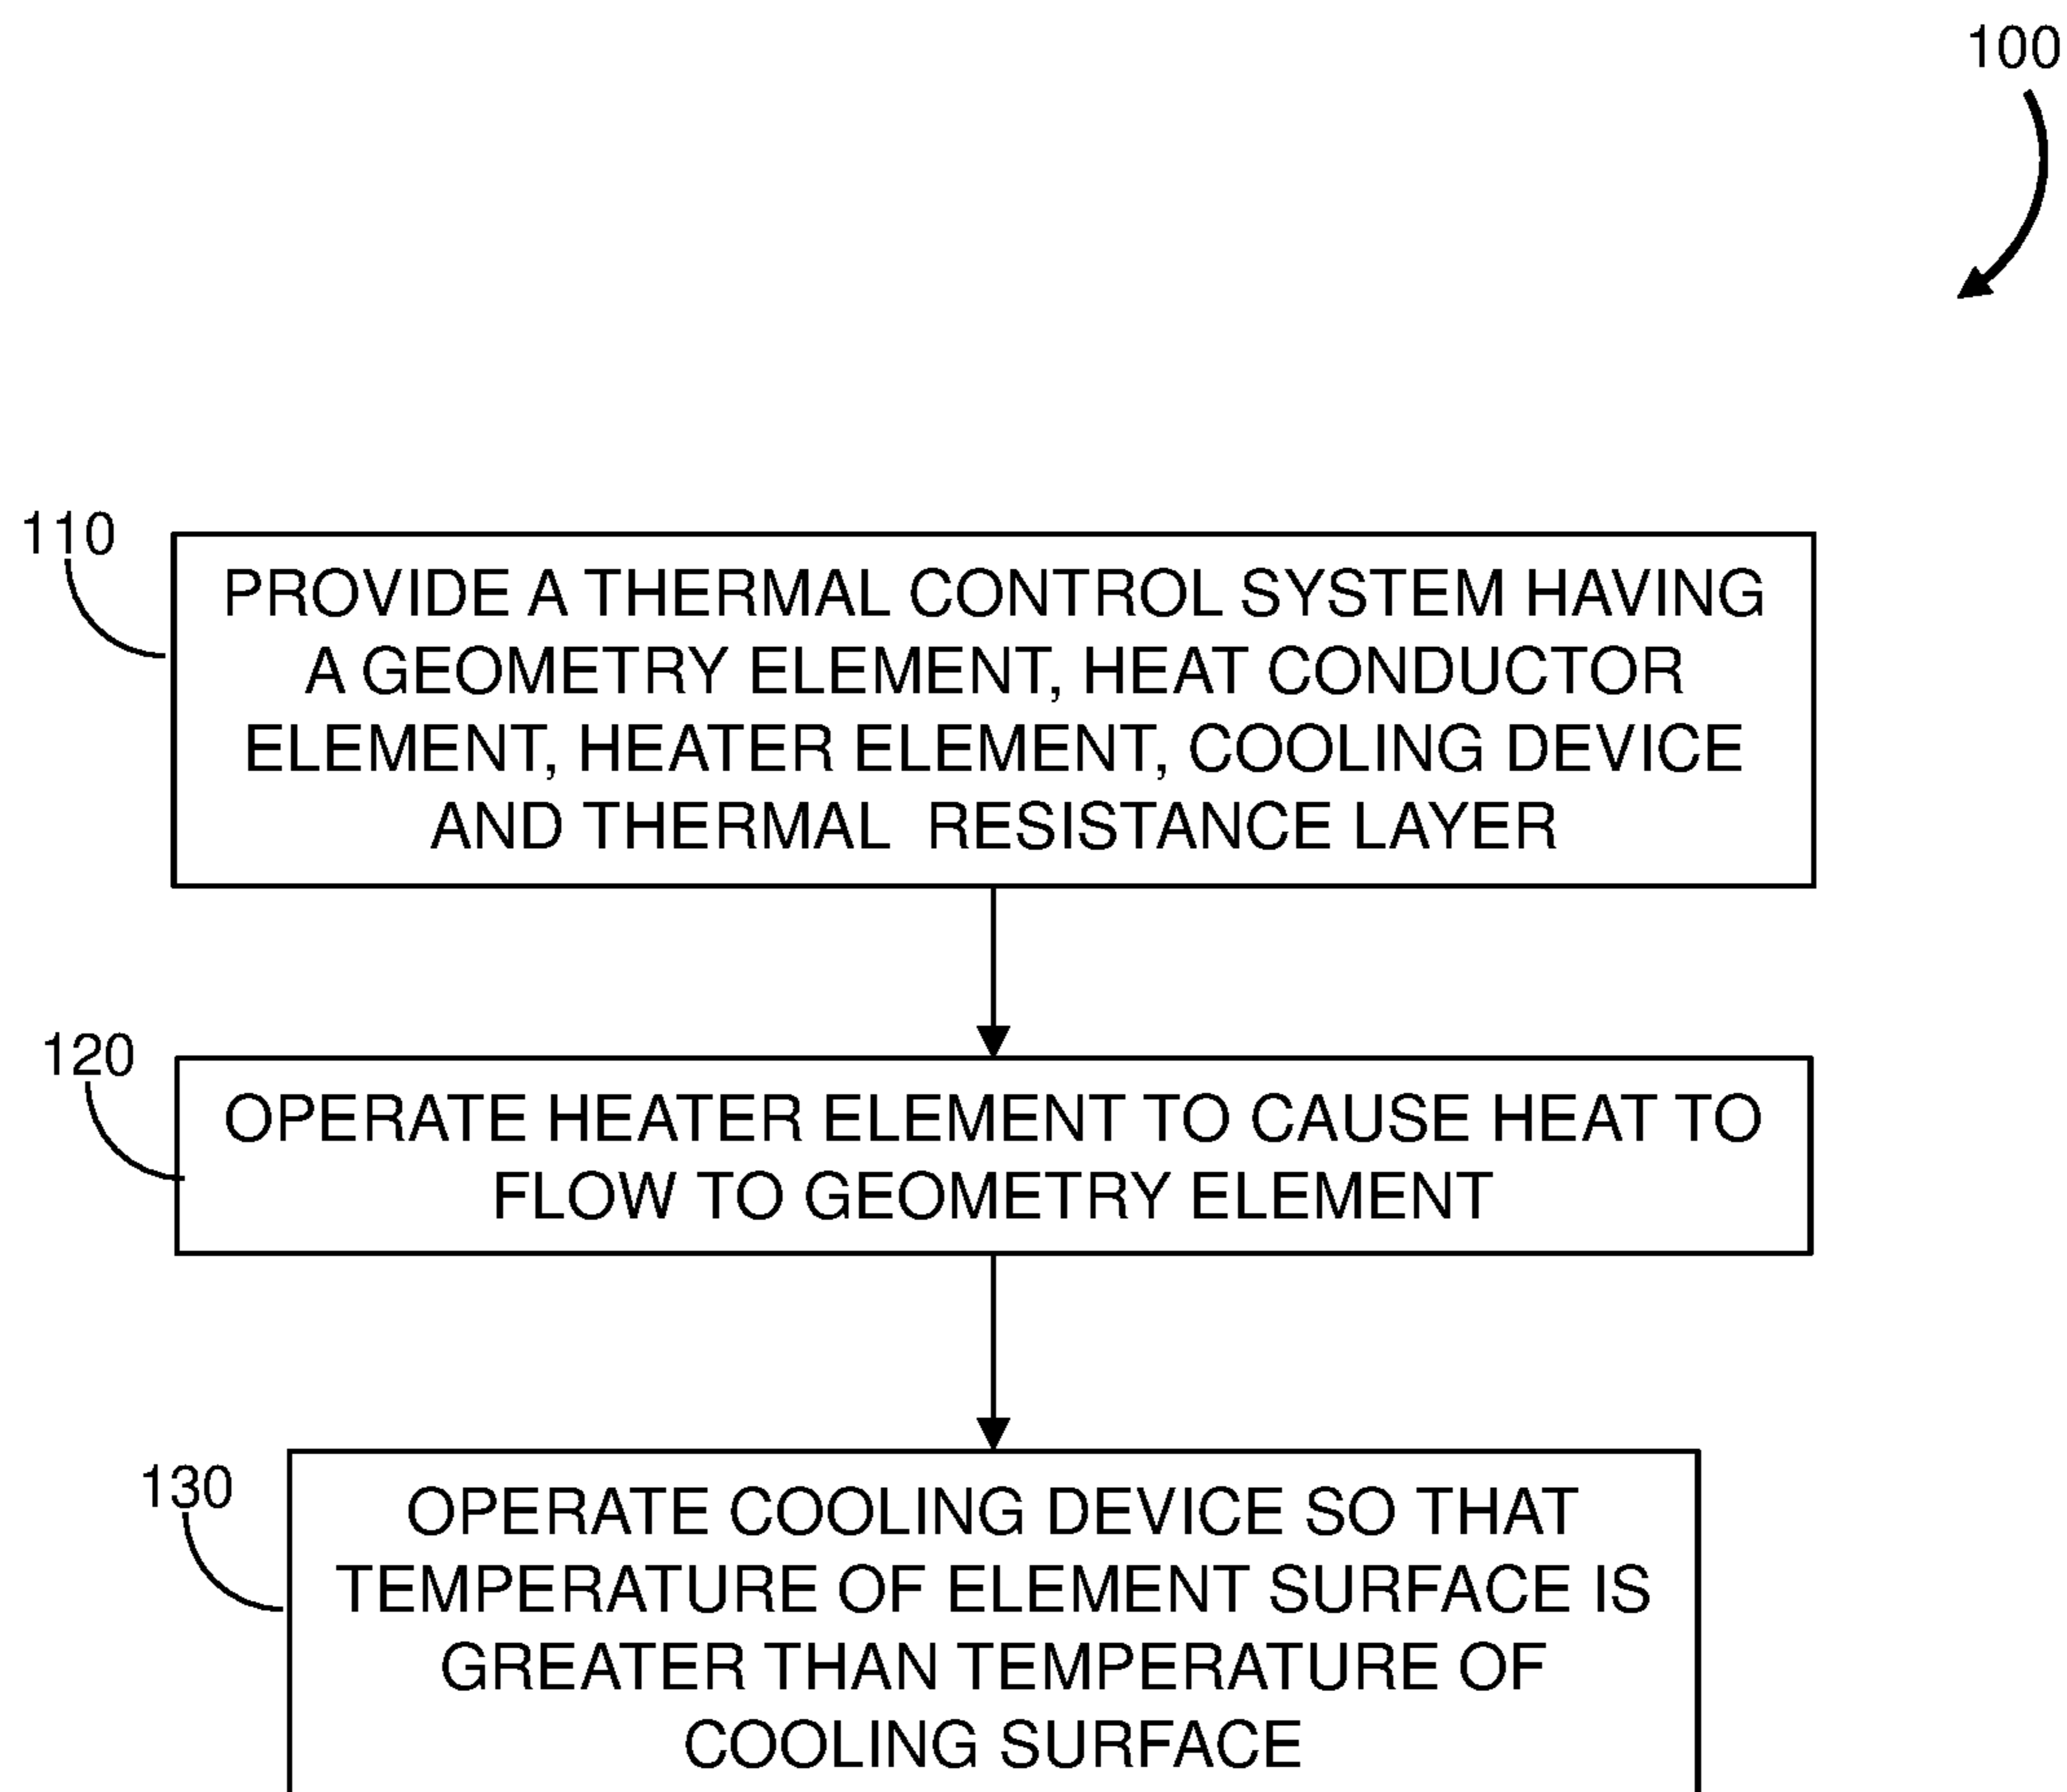 100
110
PROVIDE A THERMAL CONTROL SYSTEM HAVING
A GEOMETRY ELEMENT, HEAT CONDUCTOR
ELEMENT, HEATER ELEMENT, COOLING DEVICE
AND THERMAL RESISTANCE LAYER
120
OPERATE HEATER ELEMENT TO CAUSE HEAT TO
FLOW TO GEOMETRY ELEMENT
130
OPERATE COOLING DEVICE SO THAT
TEMPERATURE OF ELEMENT SURFACE IS
GREATER THAN TEMPERATURE OF
COOLING SURFACE